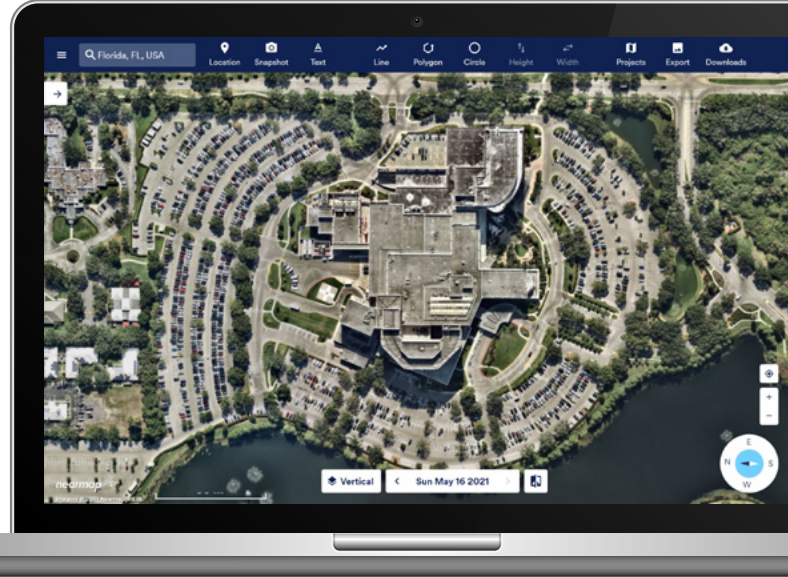 Florida, FL, USA
Location
Snapshot
Text
Line
Polygon
Circle
Height
Width
Projects
Export
Downloads
nearmap
Vertical
Sun May 16 2021
E
N
S
W